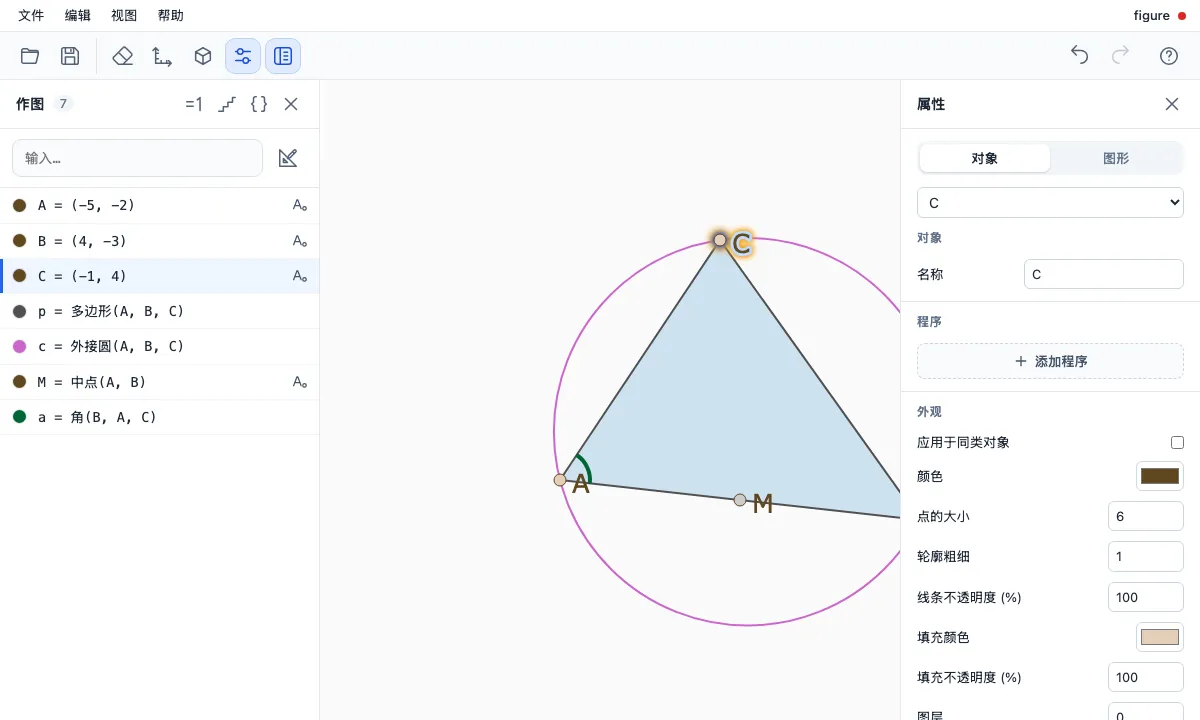 文件 编辑 视图 帮助 figure
作图 7 =1 {}
输入…
A = (-5, -2)
B = (4, -3)
C = (-1, 4)
p = 多边形(A, B, C)
c = 外接圆(A, B, C)
M = 中点(A, B)
a = 角(B, A, C)
C
A
M
属性
对象 图形
C
对象
名称 C
程序
+ 添加程序
外观
应用于同类对象
颜色
点的大小 6
轮廓粗细 1
线条不透明度 (%) 100
填充颜色
填充不透明度 (%) 100
图层 0